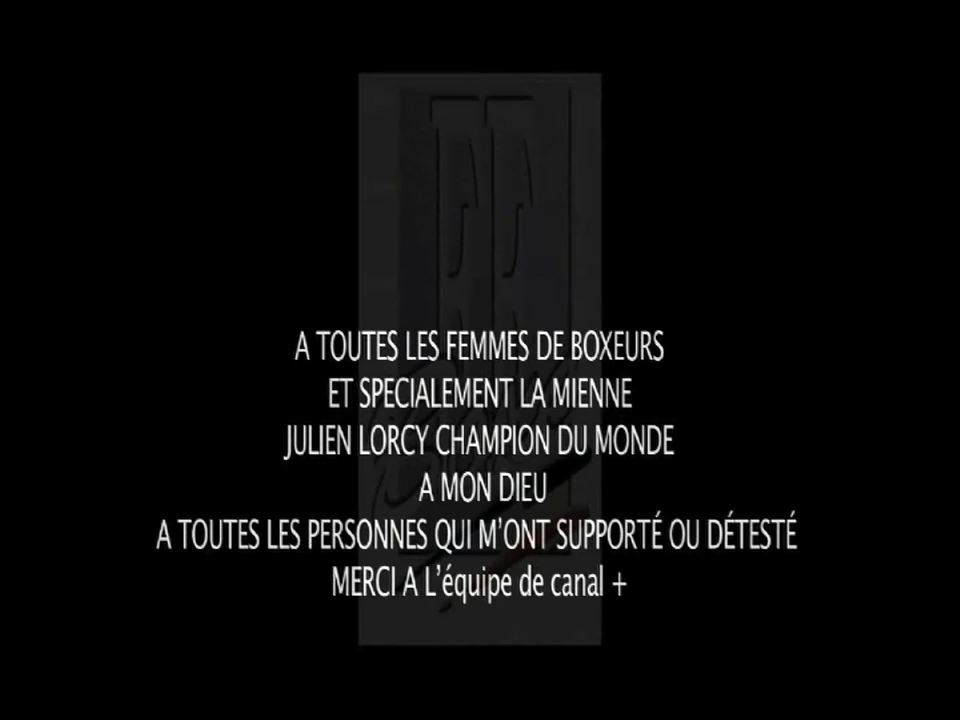 A TOUTES LES FEMMES DE BOXEURS
ET SPECIALEMENT LA MIENNE
JULIEN LORCY CHAMPION DU MONDE
A MON DIEU
A TOUTES LES PERSONNES QUI M'ONT SUPPORTÉ OU DÉTESTÉ
MERCI A L'équipe de canal +